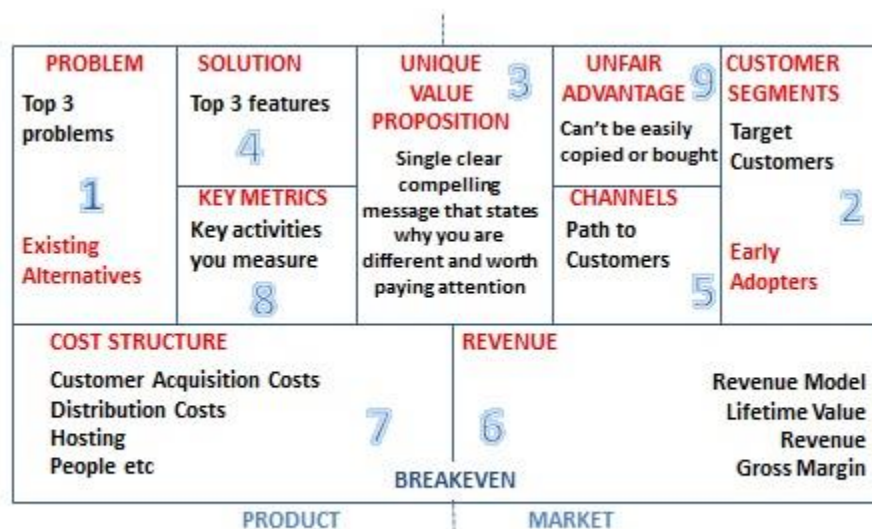 PROBLEM
Top 3
problems
1
Existing
Alternatives
SOLUTION
Top 3 features
4
KEY METRICS
Key activities
you measure
8
UNIQUE
VALUE
PROPOSITION
3
Single clear
compelling
message that states
why you are
different and worth
paying attention
UNFAIR
ADVANTAGE
9
Can't be easily
copied or bought
CHANNELS
Path to
Customers
5
CUSTOMER
SEGMENTS
Target
Customers
2
Early
Adopters
COST STRUCTURE
Customer Acquisition Costs
Distribution Costs
Hosting
People etc
7
REVENUE
6
Revenue Model
Lifetime Value
Revenue
Gross Margin
BREAKEVEN
PRODUCT
MARKET